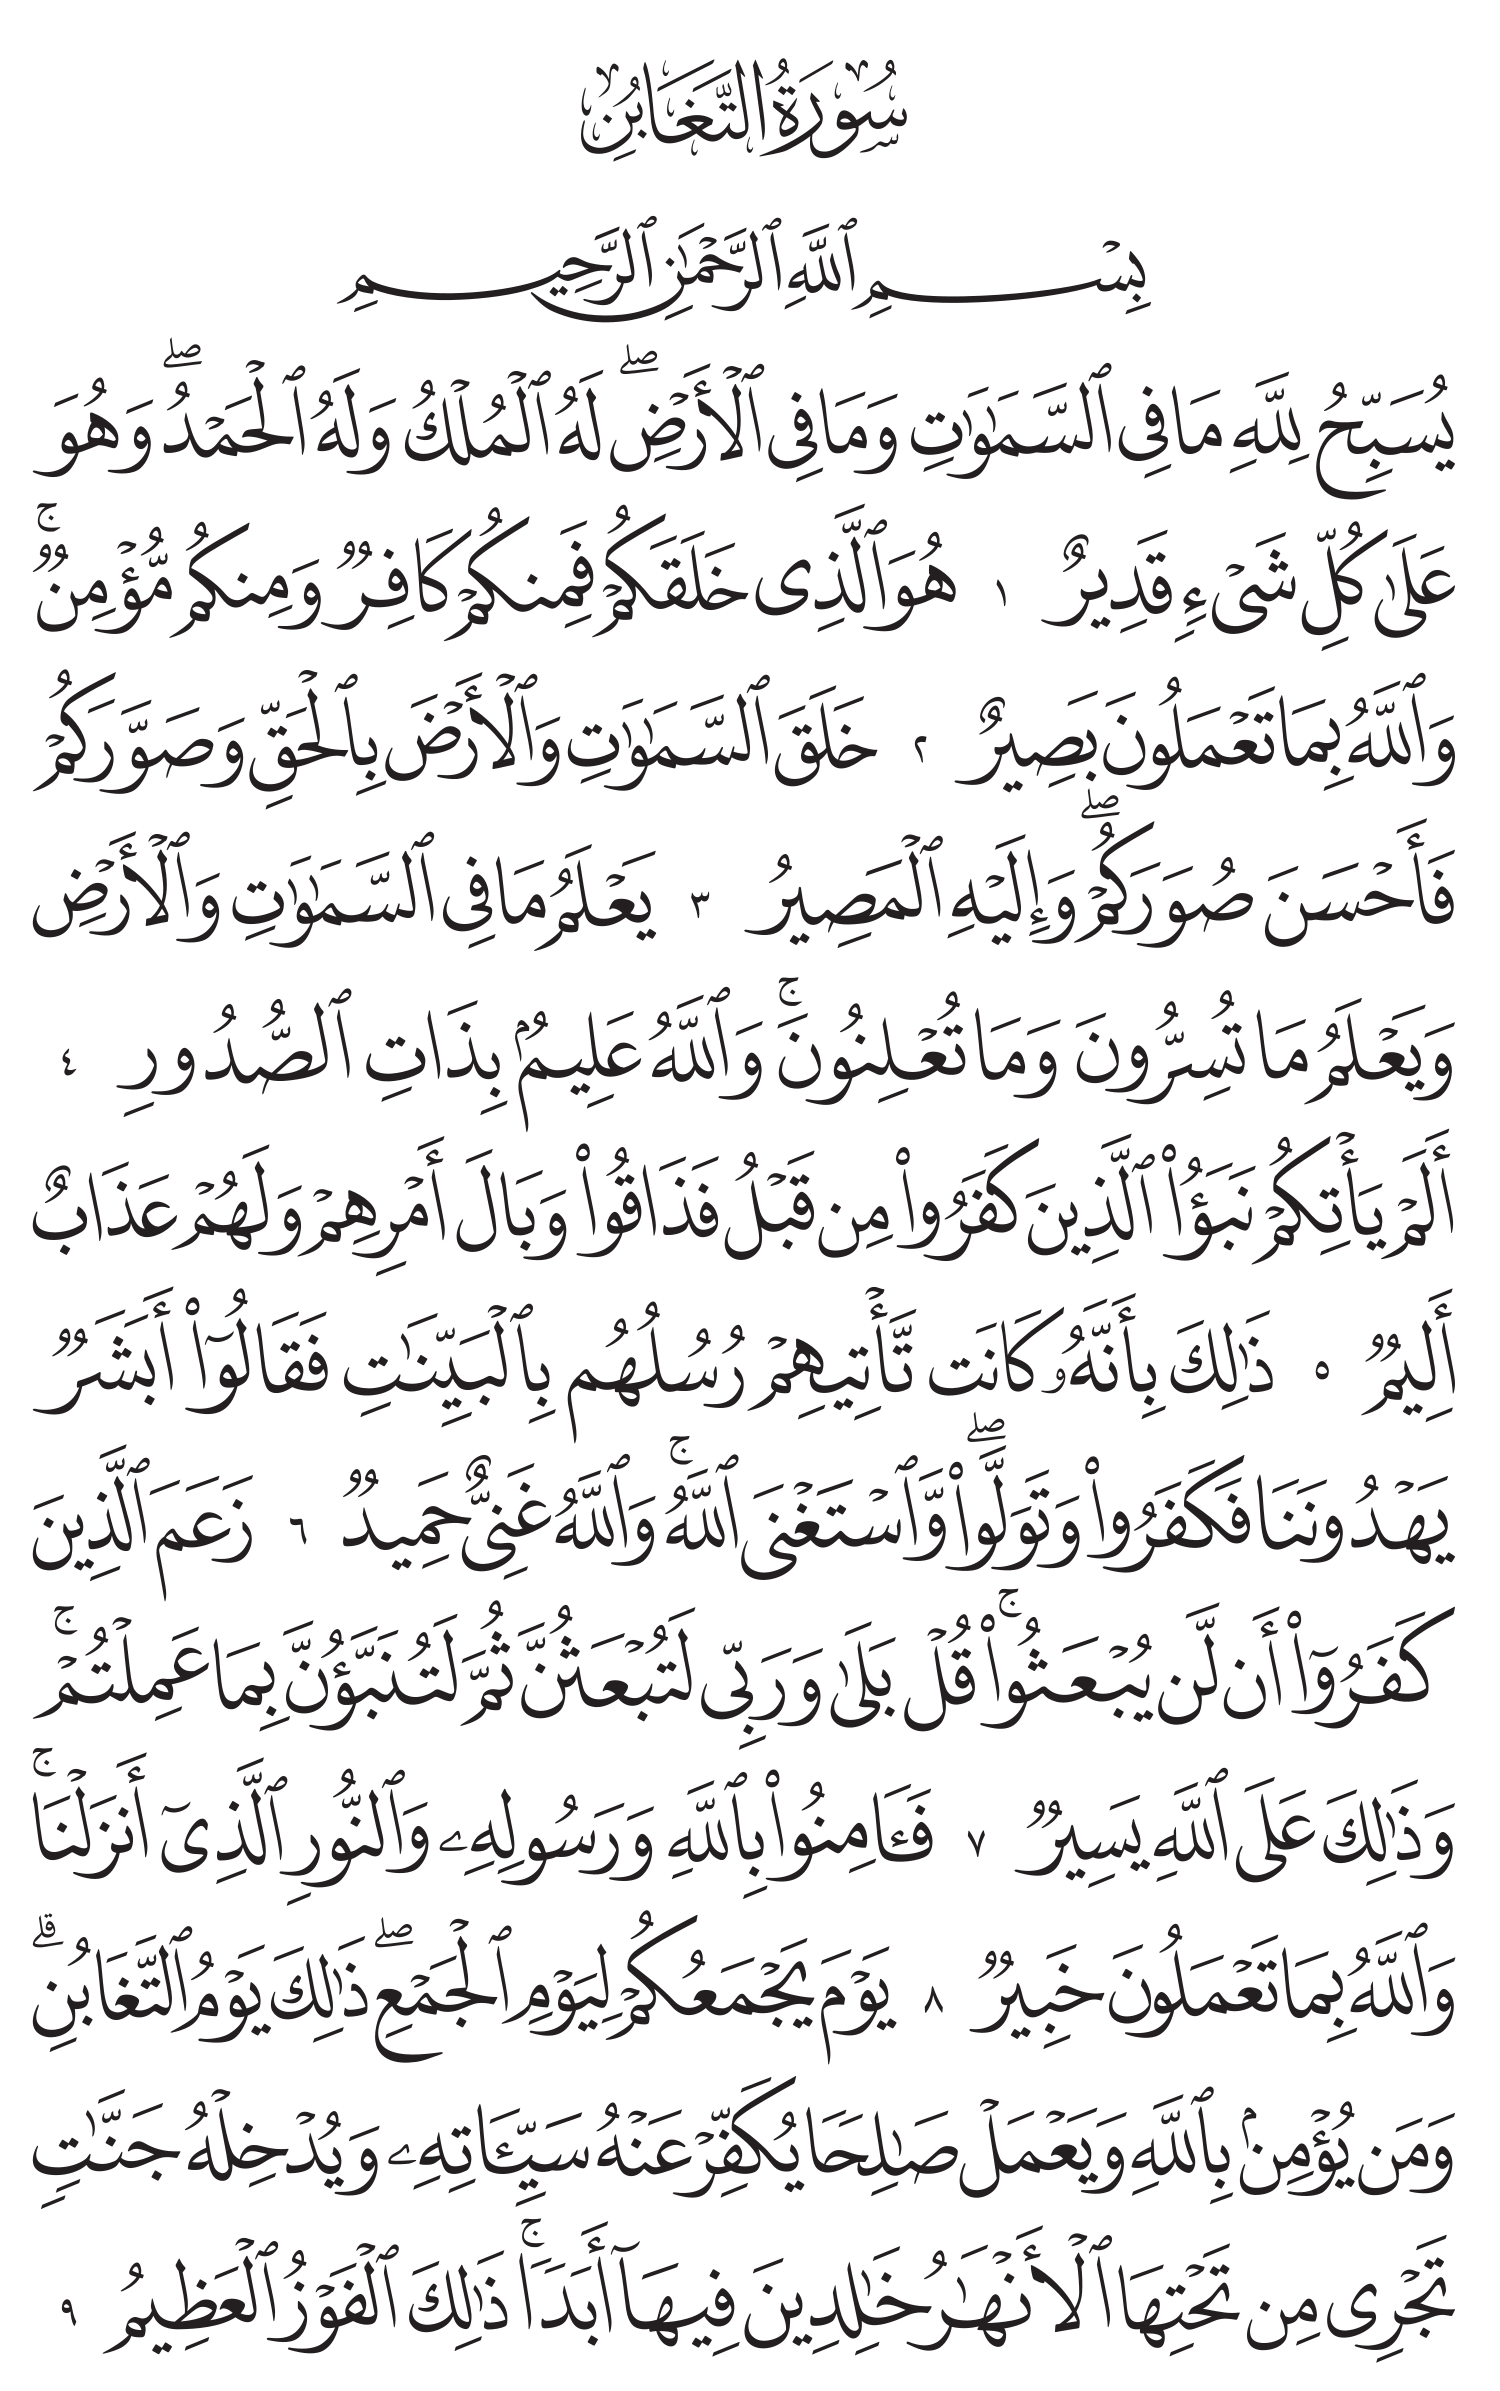 سُورَةُ التَّغَابُنِ
بِسْمِ ٱللَّهِ ٱلرَّحْمَٰنِ ٱلرَّحِيمِ
يُسَبِّحُ لِلَّهِ مَا فِى ٱلسَّمَٰوَٰتِ وَمَا فِى ٱلْأَرْضِۖ لَهُ ٱلْمُلْكُ وَلَهُ ٱلْحَمْدُۖ وَهُوَ
عَلَىٰ كُلِّ شَىْءٍ قَدِيرٌ ١ هُوَ ٱلَّذِى خَلَقَكُمْ فَمِنكُمْ كَافِرٌ وَمِنكُم مُّؤْمِنٌۚ
وَٱللَّهُ بِمَا تَعْمَلُونَ بَصِيرٌ ٢ خَلَقَ ٱلسَّمَٰوَٰتِ وَٱلْأَرْضَ بِٱلْحَقِّ وَصَوَّرَكُمْ
فَأَحْسَنَ صُوَرَكُمْۖ وَإِلَيْهِ ٱلْمَصِيرُ ٣ يَعْلَمُ مَا فِى ٱلسَّمَٰوَٰتِ وَٱلْأَرْضِ
وَيَعْلَمُ مَا تُسِرُّونَ وَمَا تُعْلِنُونَۚ وَٱللَّهُ عَلِيمٌۢ بِذَاتِ ٱلصُّدُورِ ٤
أَلَمْ يَأْتِكُمْ نَبَؤُا۟ ٱلَّذِينَ كَفَرُوا۟ مِن قَبْلُ فَذَاقُوا۟ وَبَالَ أَمْرِهِمْ وَلَهُمْ عَذَابٌ
أَلِيمٌ ٥ ذَٰلِكَ بِأَنَّهُۥ كَانَت تَّأْتِيهِمْ رُسُلُهُم بِٱلْبَيِّنَٰتِ فَقَالُوٓا۟ أَبَشَرٌ
يَهْدُونَنَا فَكَفَرُوا۟ وَتَوَلَّوا۟ۖ وَّٱسْتَغْنَى ٱللَّهُۚ وَٱللَّهُ غَنِىٌّ حَمِيدٌ ٦ زَعَمَ ٱلَّذِينَ
كَفَرُوٓا۟ أَن لَّن يُبْعَثُوا۟ۚ قُلْ بَلَىٰ وَرَبِّى لَتُبْعَثُنَّ ثُمَّ لَتُنَبَّؤُنَّ بِمَا عَمِلْتُمْۚ
وَذَٰلِكَ عَلَى ٱللَّهِ يَسِيرٌ ٧ فَـَٔامِنُوا۟ بِٱللَّهِ وَرَسُولِهِۦ وَٱلنُّورِ ٱلَّذِىٓ أَنزَلْنَاۚ
وَٱللَّهُ بِمَا تَعْمَلُونَ خَبِيرٌ ٨ يَوْمَ يَجْمَعُكُمْ لِيَوْمِ ٱلْجَمْعِۖ ذَٰلِكَ يَوْمُ ٱلتَّغَابُنِۗ
وَمَن يُؤْمِنۢ بِٱللَّهِ وَيَعْمَلْ صَٰلِحًا يُكَفِّرْ عَنْهُ سَيِّـَٔاتِهِۦ وَيُدْخِلْهُ جَنَّٰتٍ
تَجْرِى مِن تَحْتِهَا ٱلْأَنْهَٰرُ خَٰلِدِينَ فِيهَآ أَبَدًاۚ ذَٰلِكَ ٱلْفَوْزُ ٱلْعَظِيمُ ٩